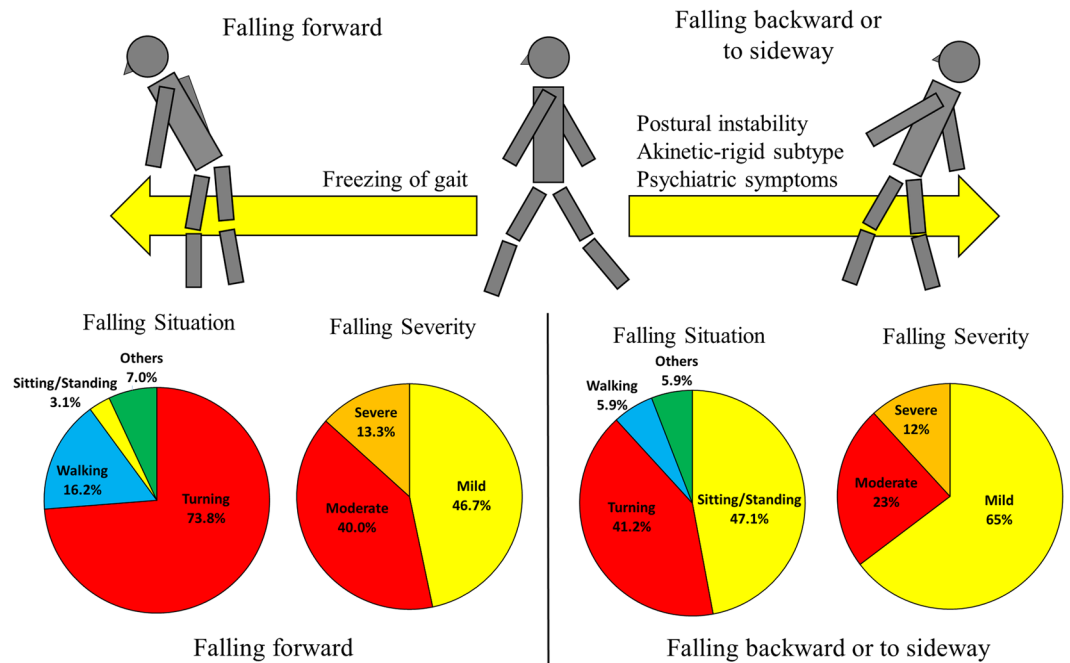 Falling forward
Falling backward or
to sideway
Freezing of gait
Postural instability
Akinetic-rigid subtype
Psychiatric symptoms
Falling Situation
Others
7.0%
Sitting/Standing
3.1%
Walking
16.2%
Turning
73.8%
Falling Severity
Severe
13.3%
Moderate
40.0%
Mild
46.7%
Falling forward
Falling Situation
Others
5.9%
Walking
5.9%
Turning
41.2%
Sitting/Standing
47.1%
Falling Severity
Severe
12%
Moderate
23%
Mild
65%
Falling backward or to sideway